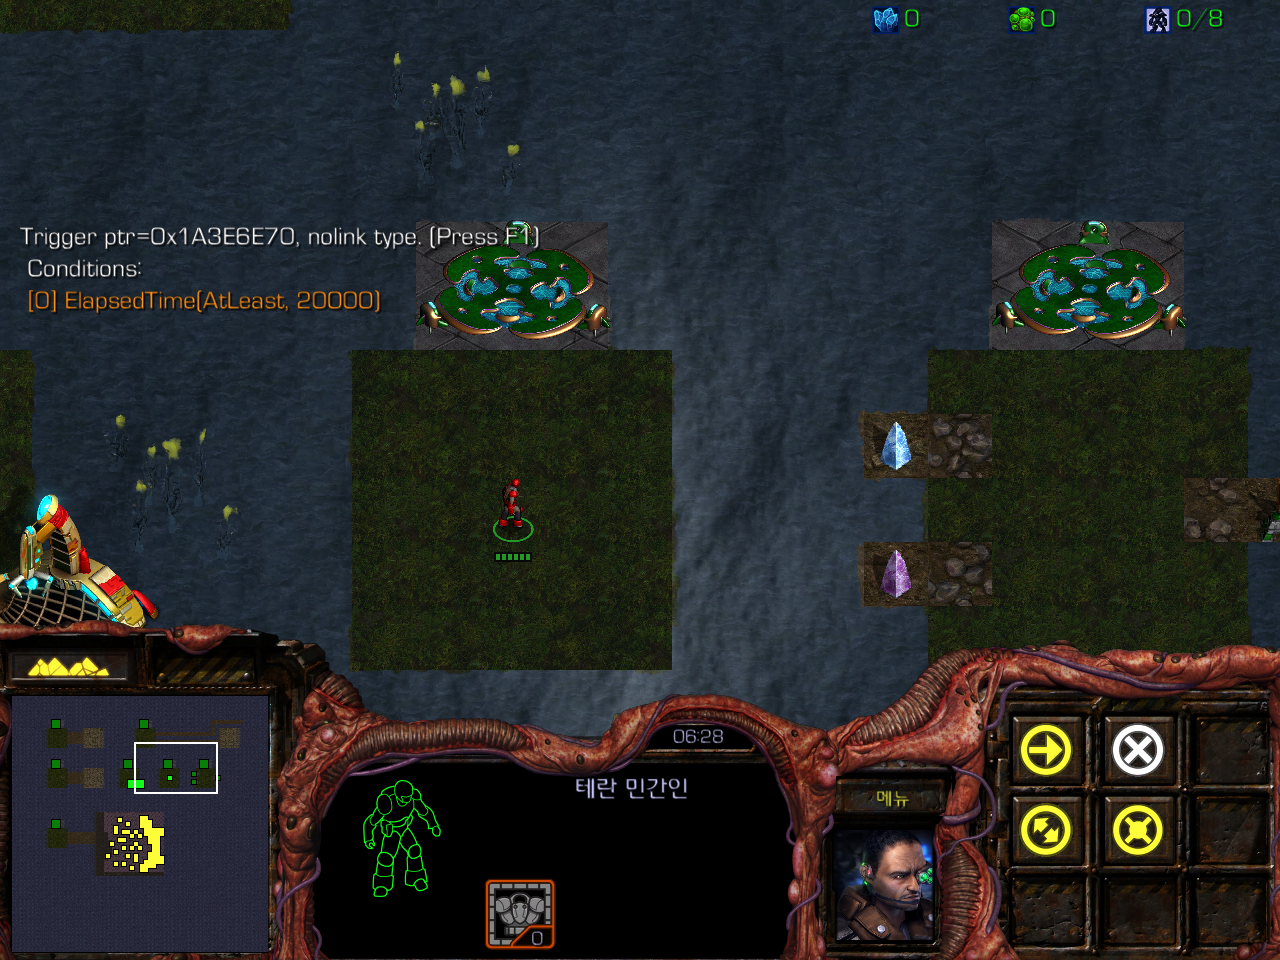 0 0 0/8
Trigger ptr=0x1A3E6E70, nolink type. (Press F1)
Conditions:
[0] ElapsedTime(AtLeast, 20000)
06:28
테란 민간인
메뉴
0